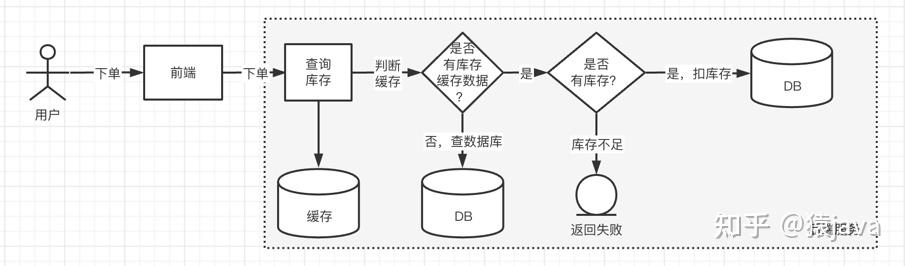 用户
下单
前端
下单
查询
库存
缓存
判断
缓存
是否
有库存
缓存数据
?
否，查数据库
DB
是
是否
有库存?
库存不足
返回失败
是，扣库存
DB
知乎 @猿java